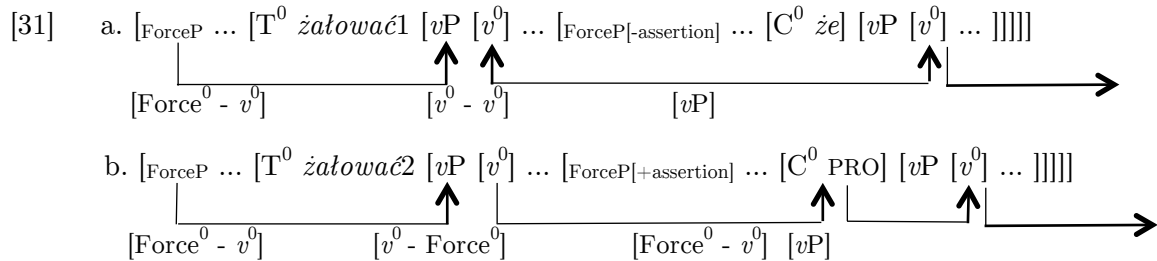 [31] a. [ForceP ... [T⁰ żałować1 [vP [v⁰] ... [ForceP[-assertion] ... [C⁰ że] [vP [v⁰] ... ]]]]]
[Force⁰ - v⁰] [v⁰ - v⁰] [vP]
b. [ForceP ... [T⁰ żałować2 [vP [v⁰] ... [ForceP[+assertion] ... [C⁰ PRO] [vP [v⁰] ... ]]]]]
[Force⁰ - v⁰] [v⁰ - Force⁰] [Force⁰ - v⁰] [vP]